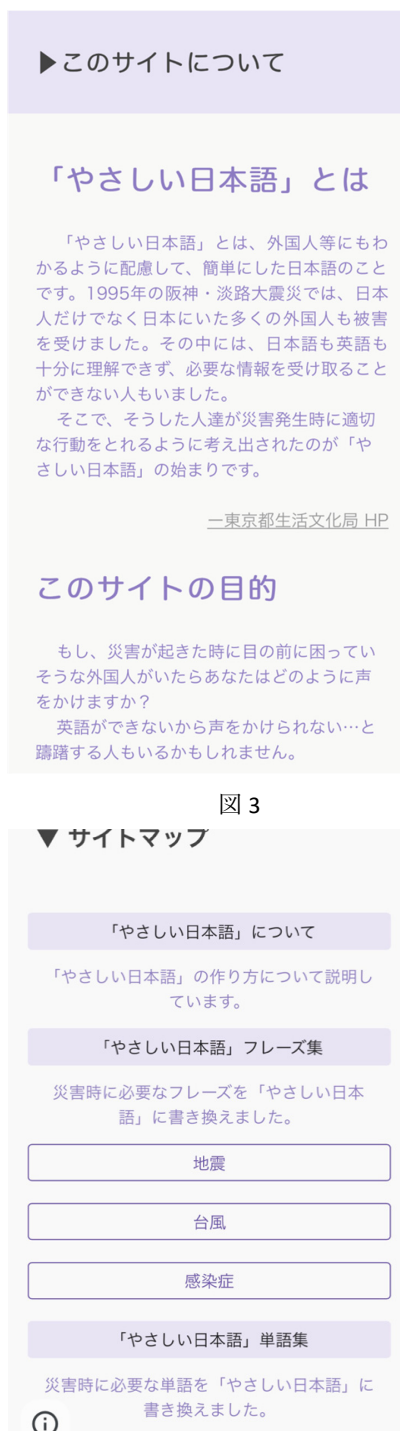 ▶このサイトについて
「やさしい日本語」とは
「やさしい日本語」とは、外国人等にもわ
かるように配慮して、簡単にした日本語のこと
です。1995年の阪神・淡路大震災では、日本
人だけでなく日本にいた多くの外国人も被害
を受けました。その中には、日本語も英語も
十分に理解できず、必要な情報を受け取ること
ができない人もいました。
そこで、そうした人達が災害発生時に適切
な行動をとれるように考え出されたのが「や
さしい日本語」の始まりです。
―東京都生活文化局 HP
このサイトの目的
もし、災害が起きた時に目の前に困ってい
そうな外国人がいたらあなたはどのように声
をかけますか？
英語ができないから声をかけられない…と
躊躇する人もいるかもしれません。
図 3
▼ サイトマップ
「やさしい日本語」について
「やさしい日本語」の作り方について説明し
ています。
「やさしい日本語」フレーズ集
災害時に必要なフレーズを「やさしい日本
語」に書き換えました。
地震
台風
感染症
「やさしい日本語」単語集
災害時に必要な単語を「やさしい日本語」に
書き換えました。